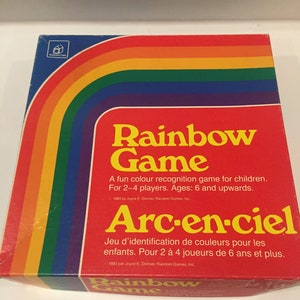 Rainbow
Game
A fun colour recognition game for children.
For 2–4 players. Ages: 6 and upwards.
Arc-en-ciel
Jeu d'identification de couleurs pour les
enfants. Pour 2 à 4 joueurs de 6 ans et plus.
Rainbow
Game